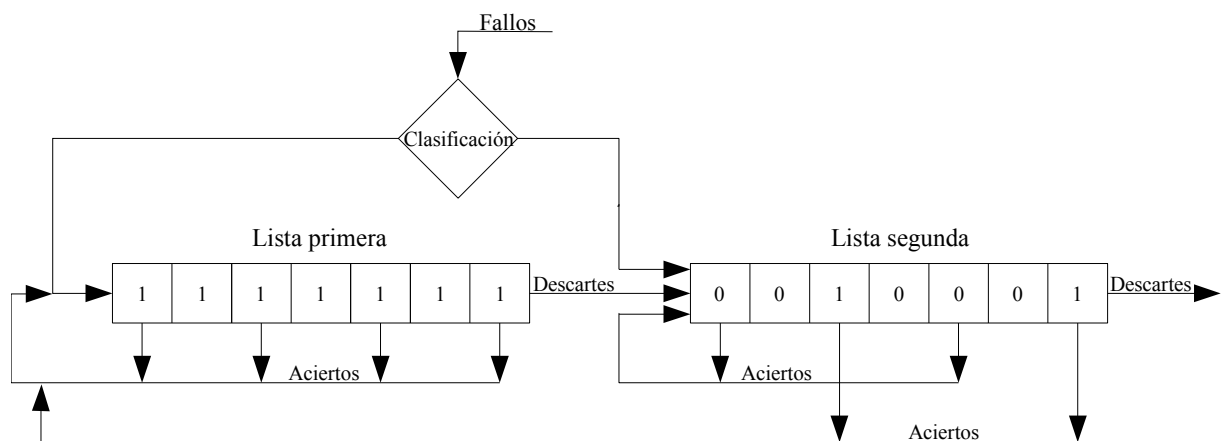 Fallos
Clasificación
Lista primera
Lista segunda
1 1 1 1 1 1 1
Descartes
0 0 1 0 0 0 1
Descartes
Aciertos
Aciertos
Aciertos